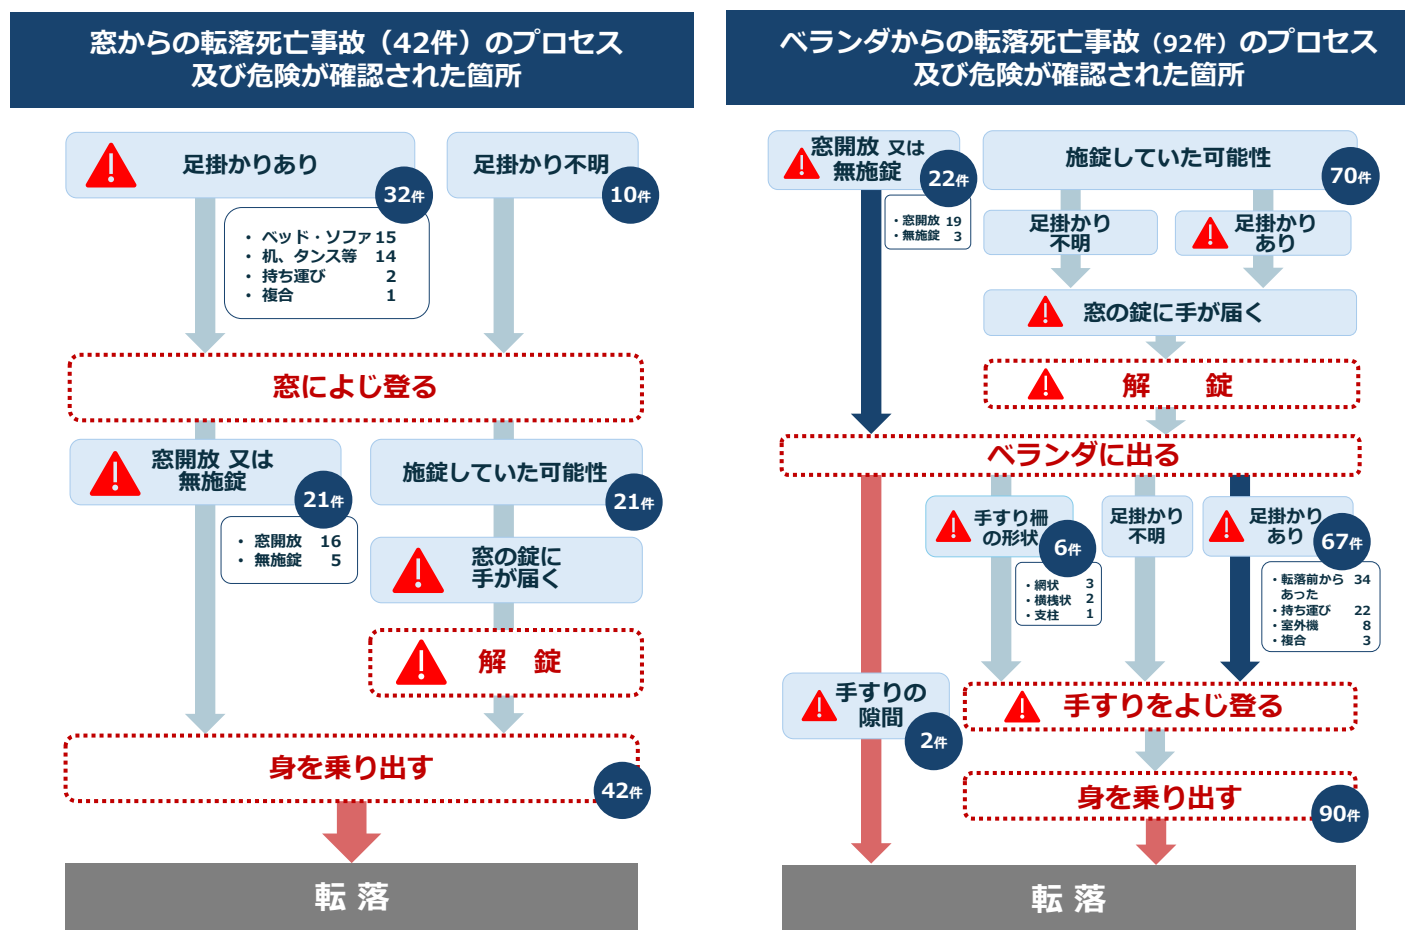 窓からの転落死亡事故（42件）のプロセス
及び危険が確認された箇所
足掛かりあり
32件
足掛かり不明
10件
・ ベッド・ソファ 15
・ 机、タンス等 14
・ 持ち運び 2
・ 複合 1
窓によじ登る
窓開放 又は
無施錠
21件
・ 窓開放 16
・ 無施錠 5
施錠していた可能性
21件
窓の錠に
手が届く
解 錠
身を乗り出す
42件
転 落
ベランダからの転落死亡事故（92件）のプロセス
及び危険が確認された箇所
窓開放 又は
無施錠
22件
・窓開放 19
・無施錠 3
施錠していた可能性
70件
足掛かり
不明
足掛かり
あり
窓の錠に手が届く
解 錠
ベランダに出る
手すり柵
の形状
6件
・網状 3
・横桟状 2
・支柱 1
足掛かり
不明
足掛かり
あり
67件
・転落前から 34
あった
・持ち運び 22
・室外機 8
・複合 3
手すりの
隙間
2件
手すりをよじ登る
身を乗り出す
90件
転 落